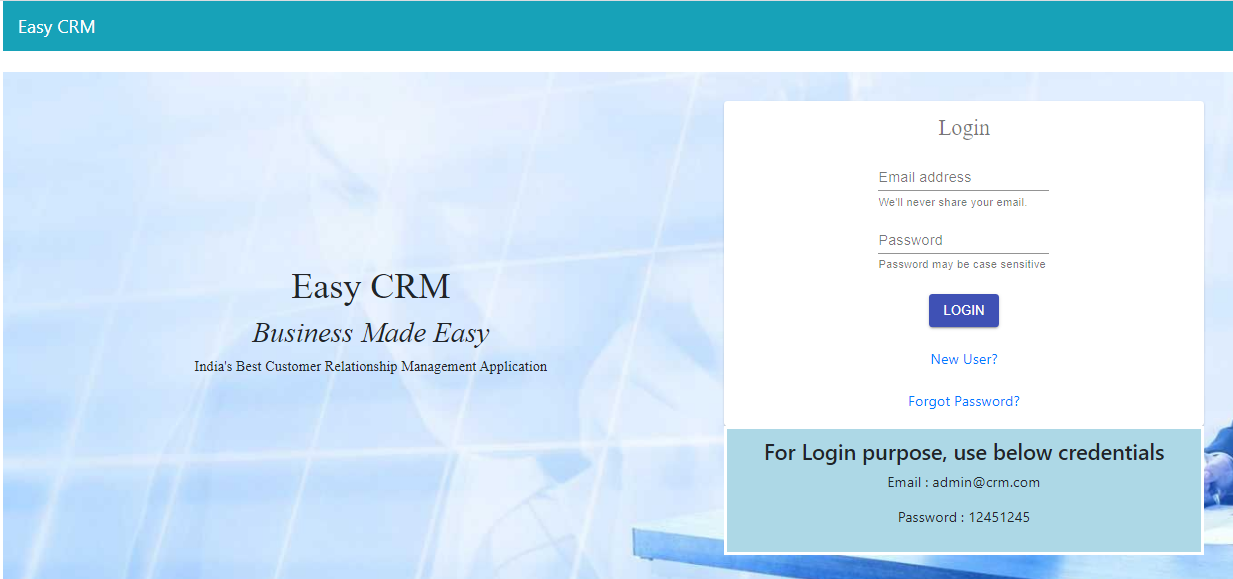 Easy CRM
Easy CRM
Business Made Easy
India's Best Customer Relationship Management Application
Login
Email address
We'll never share your email.
Password
Password may be case sensitive
LOGIN
New User?
Forgot Password?
For Login purpose, use below credentials
Email : admin@crm.com
Password : 12451245